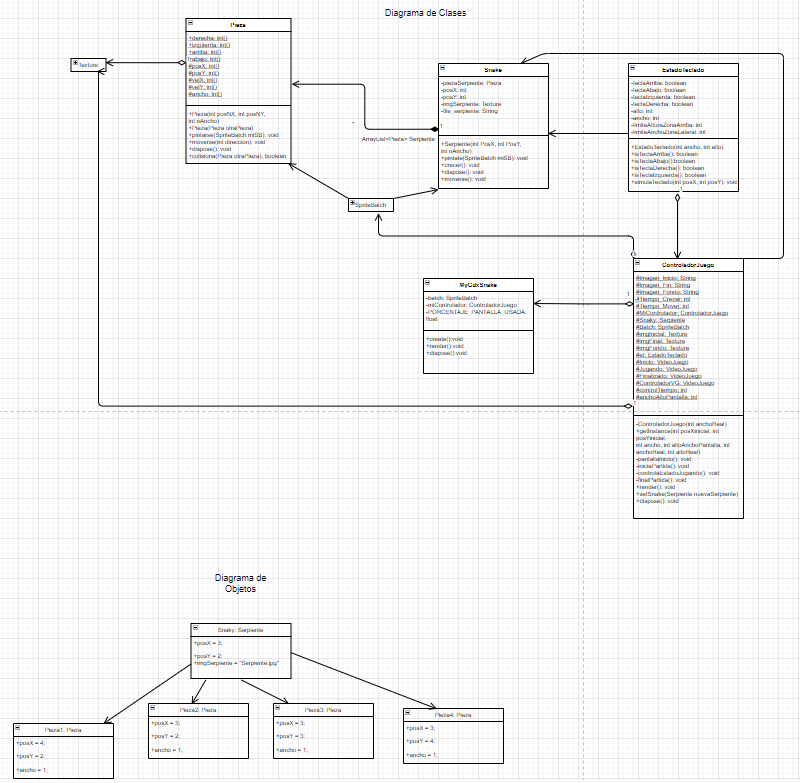 Diagrama de Clases
Pieza
+derecha: int()
+izquierda: int()
+arriba: int()
+abajo: int()
#posX: int()
#posY: int()
#velX: int()
#velY: int()
#ancho: int()
+Pieza(int posNX, int posNY,
int nAncho)
+Pieza(Pieza otraPieza)
+pintarse(SpriteBatch miSB): void
+moverse(int direccion): void
+dispose(): void
+colisiona(Pieza otraPieza): boolean
Texture
1
Snake
-piezaSerpiente: Pieza
-posX: int
-posY: int
-imgSerpiente: Texture
-file_serpiente: String
+Serpiente(int PosX, int PosY,
int nAncho)
+pintate(SpriteBatch miSB): void
+crecer(): void
+dispose(): void
+moverse(): void
1
*
ArrayList<Pieza> Serpiente
EstadoTeclado
-teclaArriba: boolean
-teclaAbajo: boolean
-teclaIzquierda: boolean
-teclaDerecha: boolean
-alto: int
-ancho: int
-limiteAlturaZonaArriba: int
-limiteAnchoZonaLateral: int
+EstadoTeclado(int ancho, int alto)
+isTeclaArriba(): boolean
+isTeclaAbajo():boolean
+isTeclaDerecha(): boolean
+isTeclaIzquierda(): boolean
+simulaTeclado(int posX, int posY): void
1
SpriteBatch
ControladorJuego
#Imagen_Inicio: String
#Imagen_Fin: String
#Imagen_Fondo: String
#Tiempo_Crecer: int
#Tiempo_Mover: int
#MiControlador: ControladorJuego
#Snaky: Serpiente
#Batch: SpriteBatch
#imgInicial: Texture
#imgFinal: Texture
#imgFondo: Texture
#et: EstadoTeclado
#Inicio: VideoJuego
#Jugando: VideoJuego
#Finalizado: VideoJuego
#ControladorVG: VideoJuego
#controlTiempo: int
#anchoAltoPantalla: int
-ControladorJuego(int anchoReal)
+getInstance(int posXinicial, int
posYinicial,
int ancho, int altoAnchoPantalla, int
anchoReal, int altoReal)
-pantallaInicio(): void
-iniciaPartida(): void
-controlaEstadoJugando(): void
-finalPartida(): void
+render(): void
+setSnake(Serpiente nuevaSerpiente)
+dispose(): void
1
1
MyGdxSnake
-batch: SpriteBatch
-miControlador: ControladorJuego
-PORCENTAJE_PANTALLA_USADA:
float
+create():void
+render():void
+dispose():void
Diagrama de
Objetos
Snaky: Serpiente
+posX = 3;
+posY = 2;
+imgSerpiente = "Serpiente.jpg"
Pieza1: Pieza
+posX = 4;
+posY = 2;
+ancho = 1;
Pieza2: Pieza
+posX = 3;
+posY = 2;
+ancho = 1;
Pieza3: Pieza
+posX = 3;
+posY = 3;
+ancho = 1;
Pieza4: Pieza
+posX = 3;
+posY = 4;
+ancho = 1;